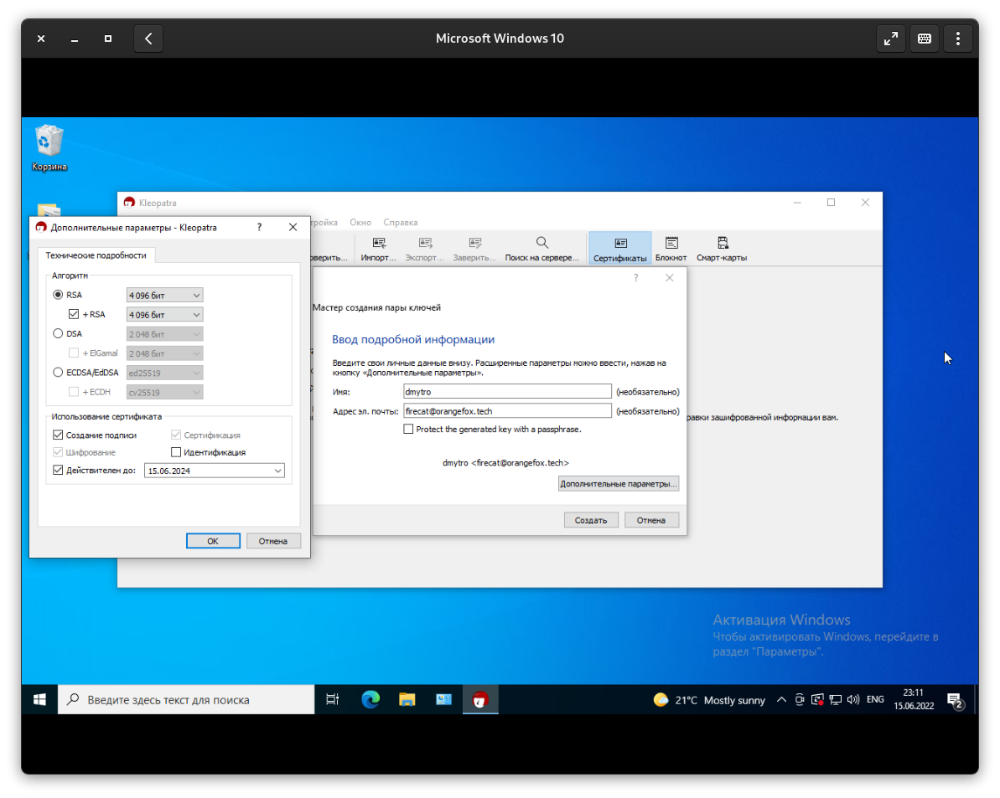 Microsoft Windows 10
Корзина
Kleopatra
Окно
Справка
Импорт...
Экспорт...
Заверить...
Поиск на сервере...
Сертификаты
Блокнот
Смарт-карты
Дополнительные параметры - Kleopatra
?
Технические подробности
Алгоритм
RSA
4 096 бит
+ RSA
4 096 бит
DSA
2 048 бит
+ ElGamal
2 048 бит
ECDSA/EdDSA
ed25519
+ ECDH
cv25519
Использование сертификата
Создание подписи
Сертификация
Шифрование
Идентификация
Действителен до:
15.06.2024
OK
Отмена
?
Мастер создания пары ключей
Ввод подробной информации
Введите свои личные данные внизу. Расширенные параметры можно ввести, нажав на
кнопку «Дополнительные параметры».
Имя:
dmytro
(необязательно)
Адрес эл. почты:
firecat@orangefox.tech
(необязательно)
Protect the generated key with a passphrase.
dmytro <firecat@orangefox.tech>
Дополнительные параметры...
Создать
Отмена
зашифрованной информации вам.
Активация Windows
Чтобы активировать Windows, перейдите в
раздел "Параметры".
Введите здесь текст для поиска
21°C Mostly sunny
ENG
23:11
15.06.2022
2